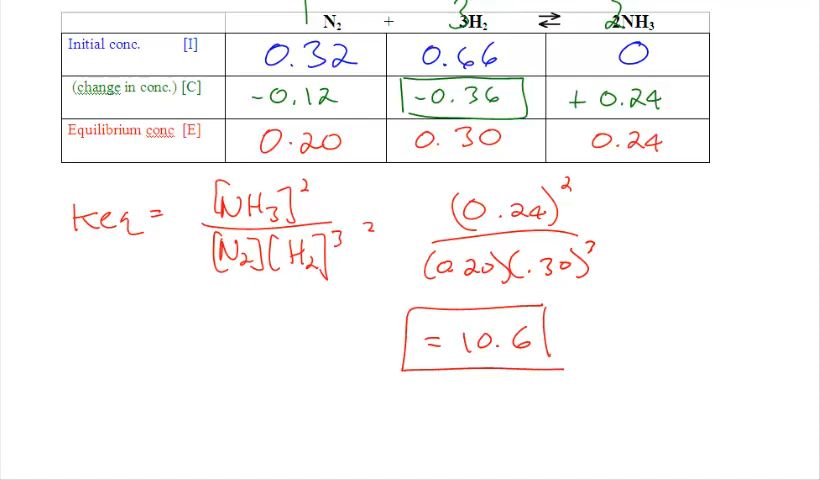 1 N₂ + 3 3H₂ ⇄ 2 2NH₃
Initial conc. [I] 0.32 0.66 0
(change in conc.) [C] -0.12 -0.36 + 0.24
Equilibrium conc [E] 0.20 0.30 0.24
Keq = [NH₃]² / [N₂][H₂]³ = (0.24)² / (0.20)(.30)³
= 10.6